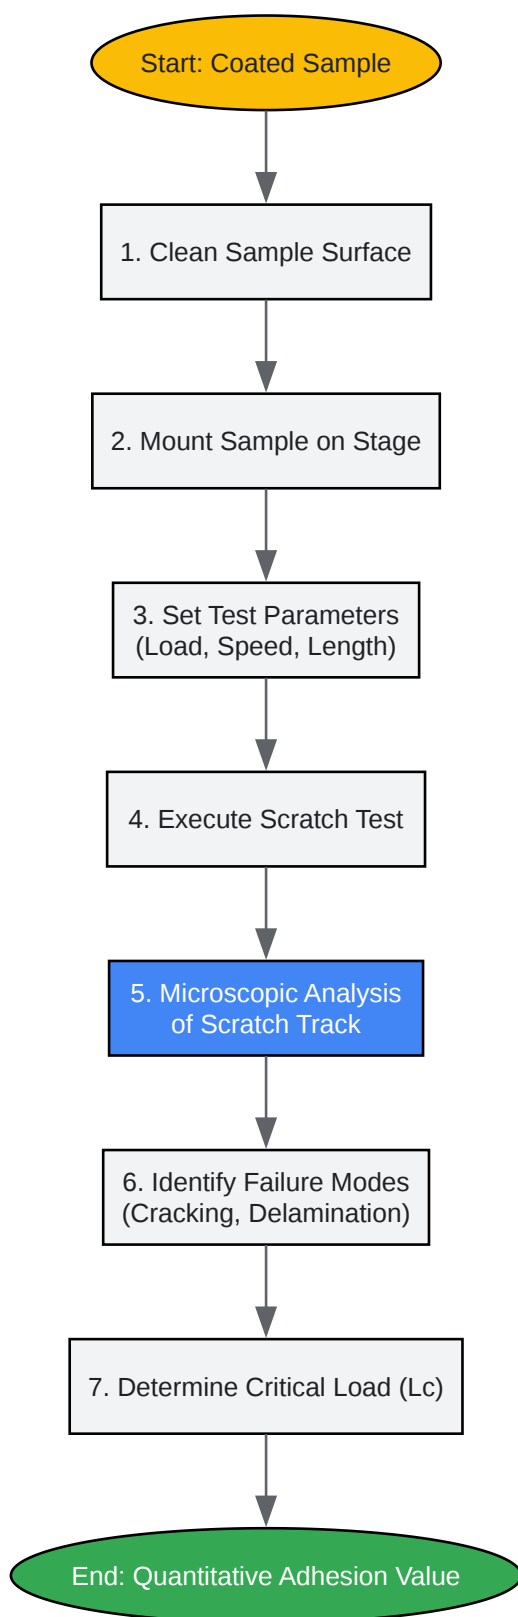 Start: Coated Sample
1. Clean Sample Surface
2. Mount Sample on Stage
3. Set Test Parameters
(Load, Speed, Length)
4. Execute Scratch Test
5. Microscopic Analysis
of Scratch Track
6. Identify Failure Modes
(Cracking, Delamination)
7. Determine Critical Load (Lc)
End: Quantitative Adhesion Value